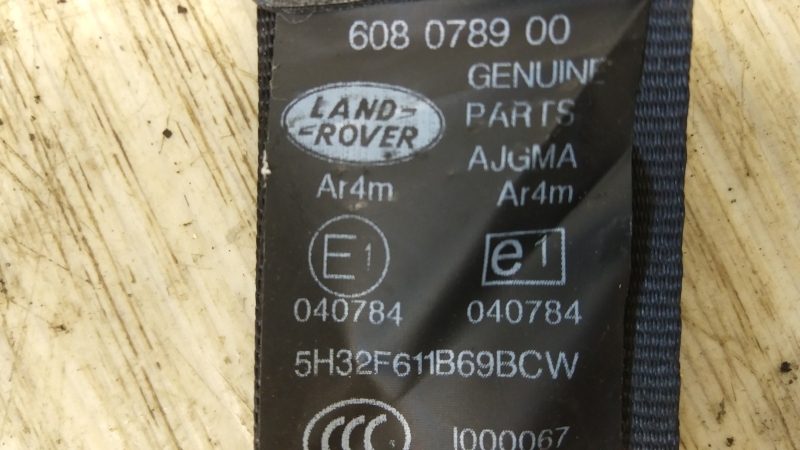 608 0789 00
GENUINE
LAND-
-ROVER
PARTS
AJGMA
Ar4m
Ar4m
E1
e1
040784
040784
5H32F611B69BCW
CCC
I000067